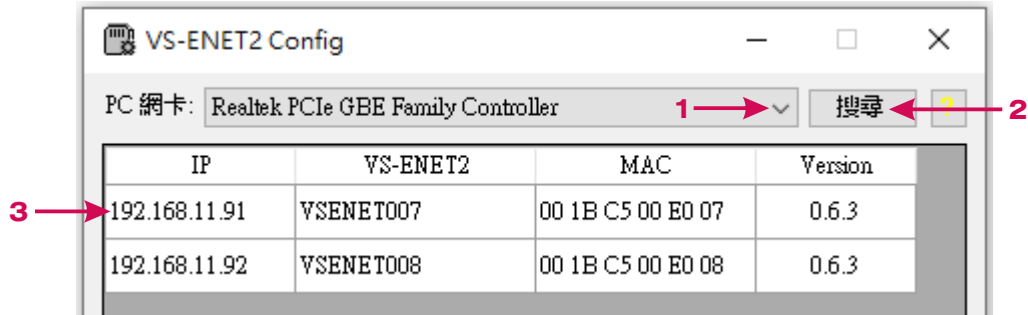 VS-ENET2 Config
PC 網卡: Realtek PCIe GBE Family Controller 1 搜尋 ? 2
IP VS-ENET2 MAC Version
3 192.168.11.91 VSENET007 00 1B C5 00 E0 07 0.6.3
192.168.11.92 VSENET008 00 1B C5 00 E0 08 0.6.3